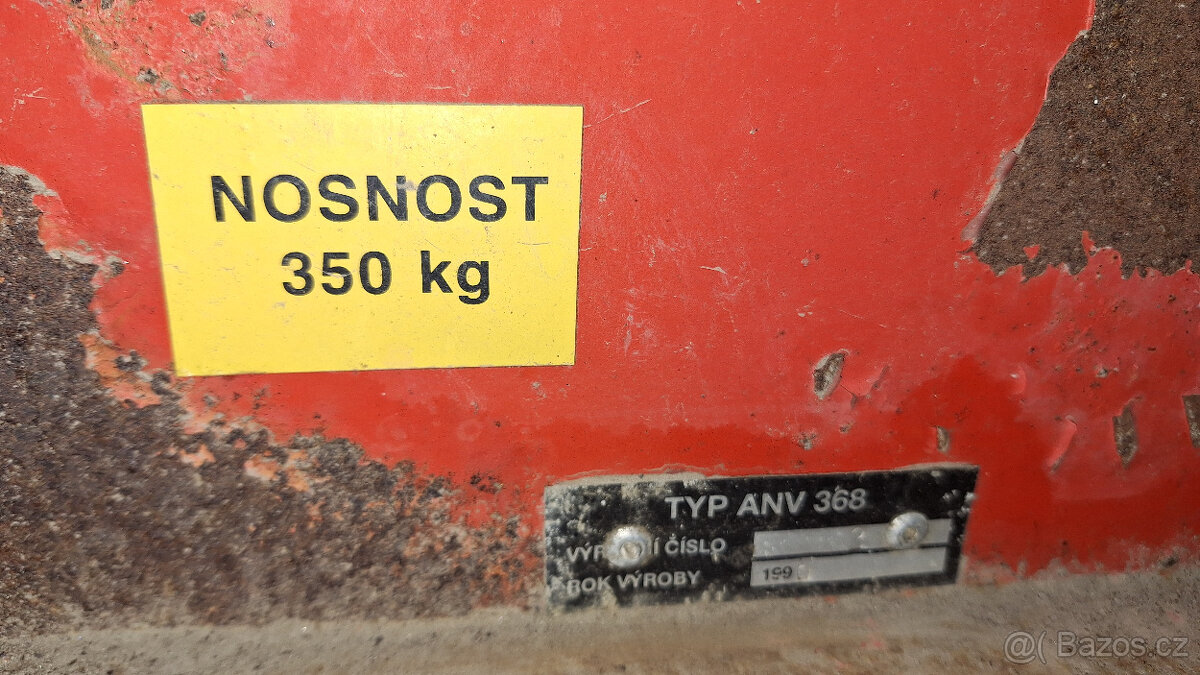 NOSNOST
350 kg
TYP ANV 368
ČÍSLO
ROK VÝROBY
199
@( Bazos.cz